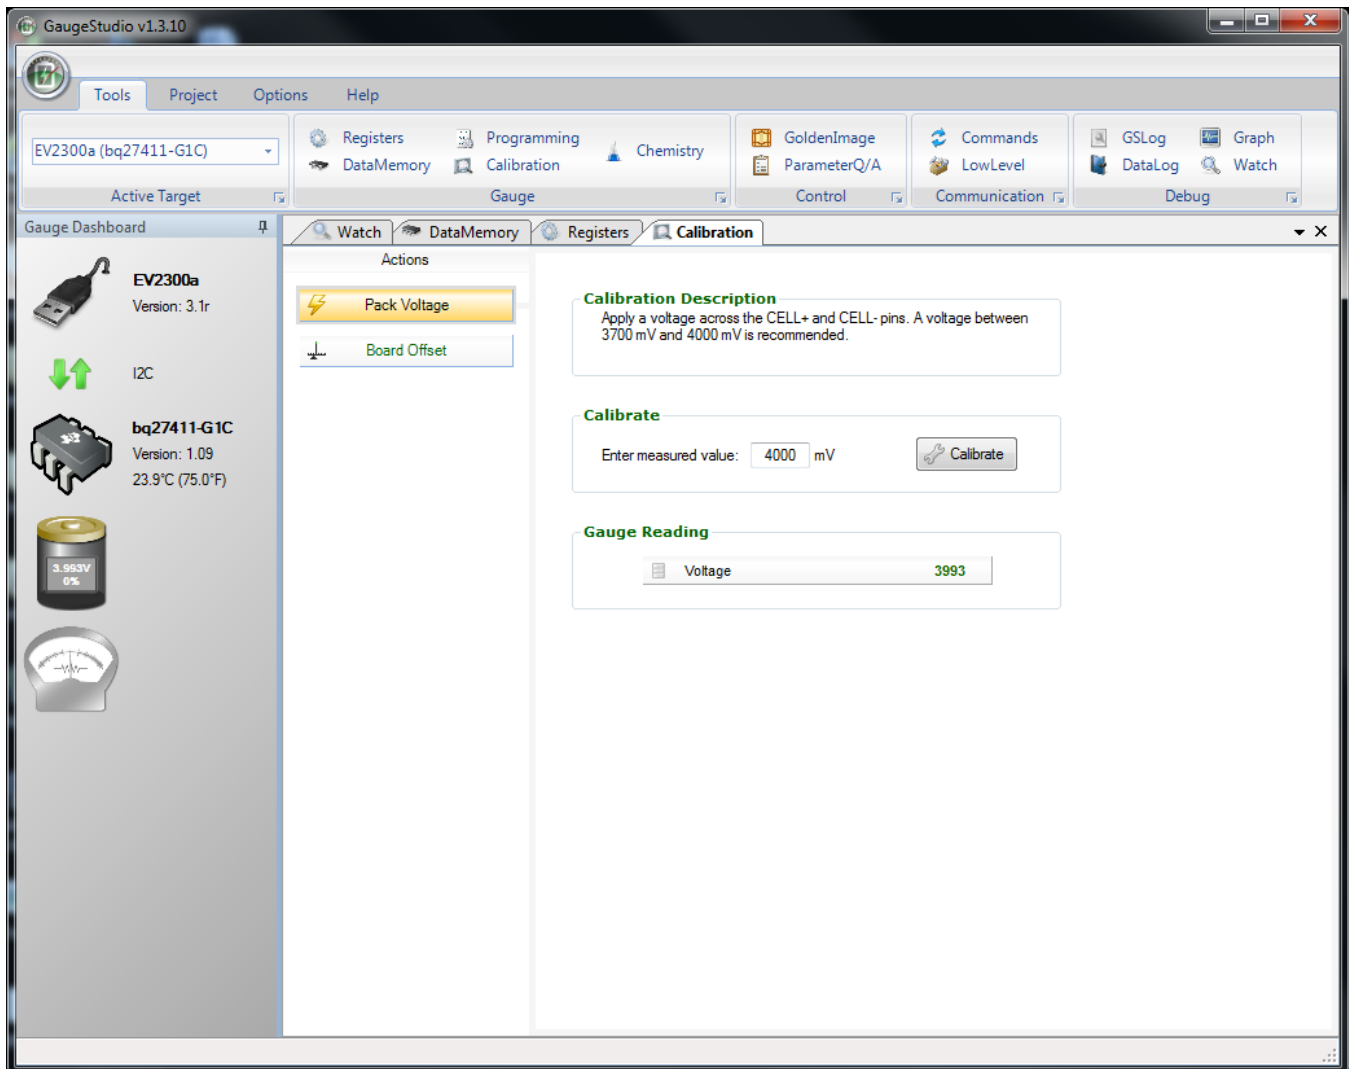 GaugeStudio v1.3.10
Tools Project Options Help
EV2300a (bq27411-G1C)
Active Target
Registers Programming
DataMemory Calibration
Chemistry
Gauge
GoldenImage
ParameterQ/A
Control
Commands
LowLevel
Communication
GSLog Graph
DataLog Watch
Debug
Gauge Dashboard
EV2300a
Version: 3.1r
I2C
bq27411-G1C
Version: 1.09
23.9°C (75.0°F)
3.993V
0%
Watch DataMemory Registers Calibration
Actions
Pack Voltage
Board Offset
Calibration Description
Apply a voltage across the CELL+ and CELL- pins. A voltage between
3700 mV and 4000 mV is recommended.
Calibrate
Enter measured value: 4000 mV Calibrate
Gauge Reading
Voltage 3993